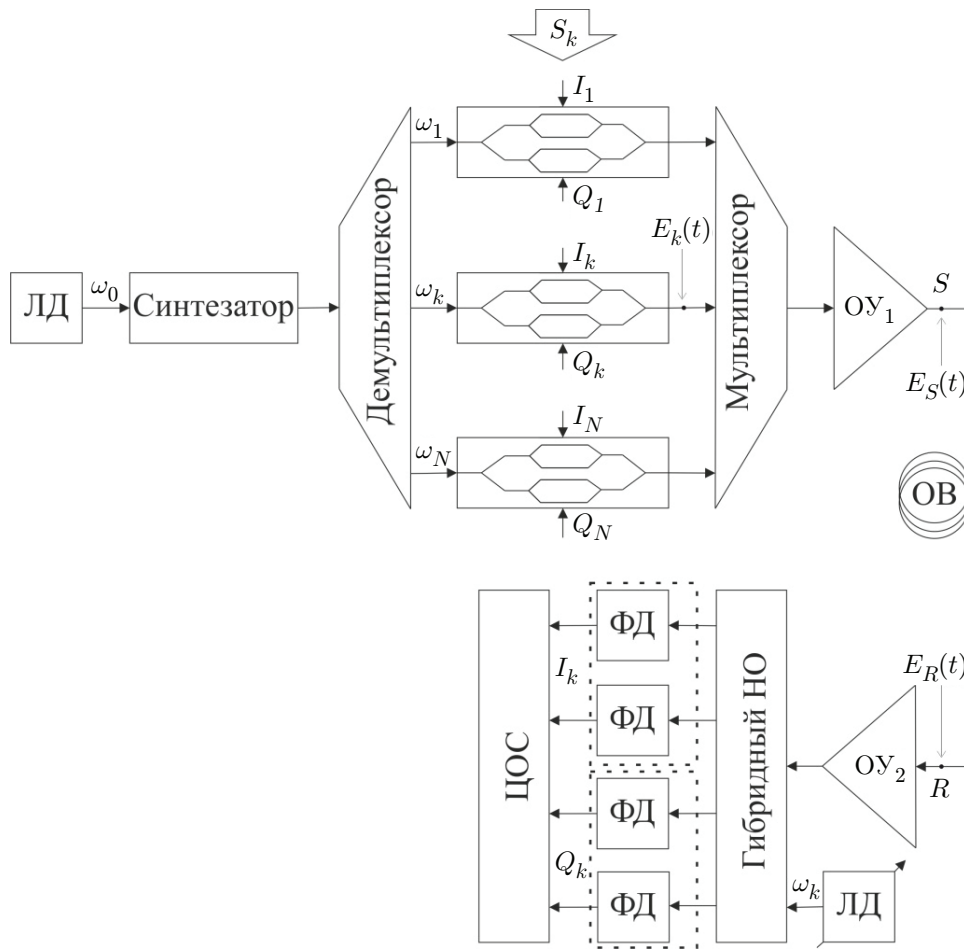 S_k
I_1
ω_1
Q_1
E_k(t)
ЛД
ω_0
Синтезатор
Демультиплексор
ω_k
I_k
Q_k
Мультиплексор
ОУ_1
S
E_S(t)
ω_N
I_N
Q_N
ОВ
ЦОС
ФД
I_k
ФД
ФД
Q_k
ФД
Гибридный НО
E_R(t)
ОУ_2
R
ω_k
ЛД